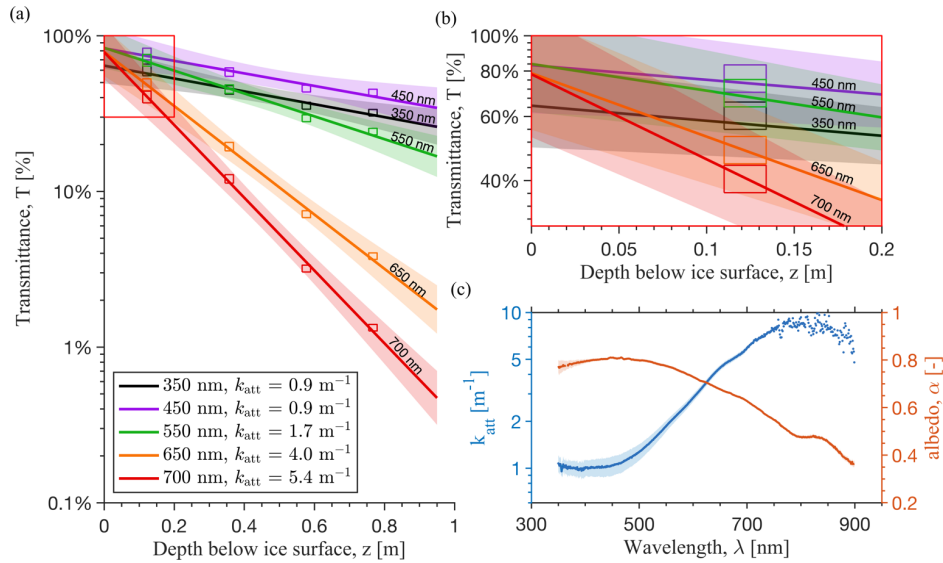 (a)
100%
10%
1%
0.1%
Transmittance, T [%]
450 nm
350 nm
550 nm
650 nm
700 nm
350 nm, k_att = 0.9 m⁻¹
450 nm, k_att = 0.9 m⁻¹
550 nm, k_att = 1.7 m⁻¹
650 nm, k_att = 4.0 m⁻¹
700 nm, k_att = 5.4 m⁻¹
0 0.2 0.4 0.6 0.8 1
Depth below ice surface, z [m]
(b)
100%
80%
60%
40%
Transmittance, T [%]
450 nm
550 nm
350 nm
650 nm
700 nm
0 0.05 0.1 0.15 0.2
Depth below ice surface, z [m]
(c)
10
5
2
1
k_att [m⁻¹]
1
0.8
0.6
0.4
0.2
albedo, α [-]
300 500 700 900
Wavelength, λ [nm]